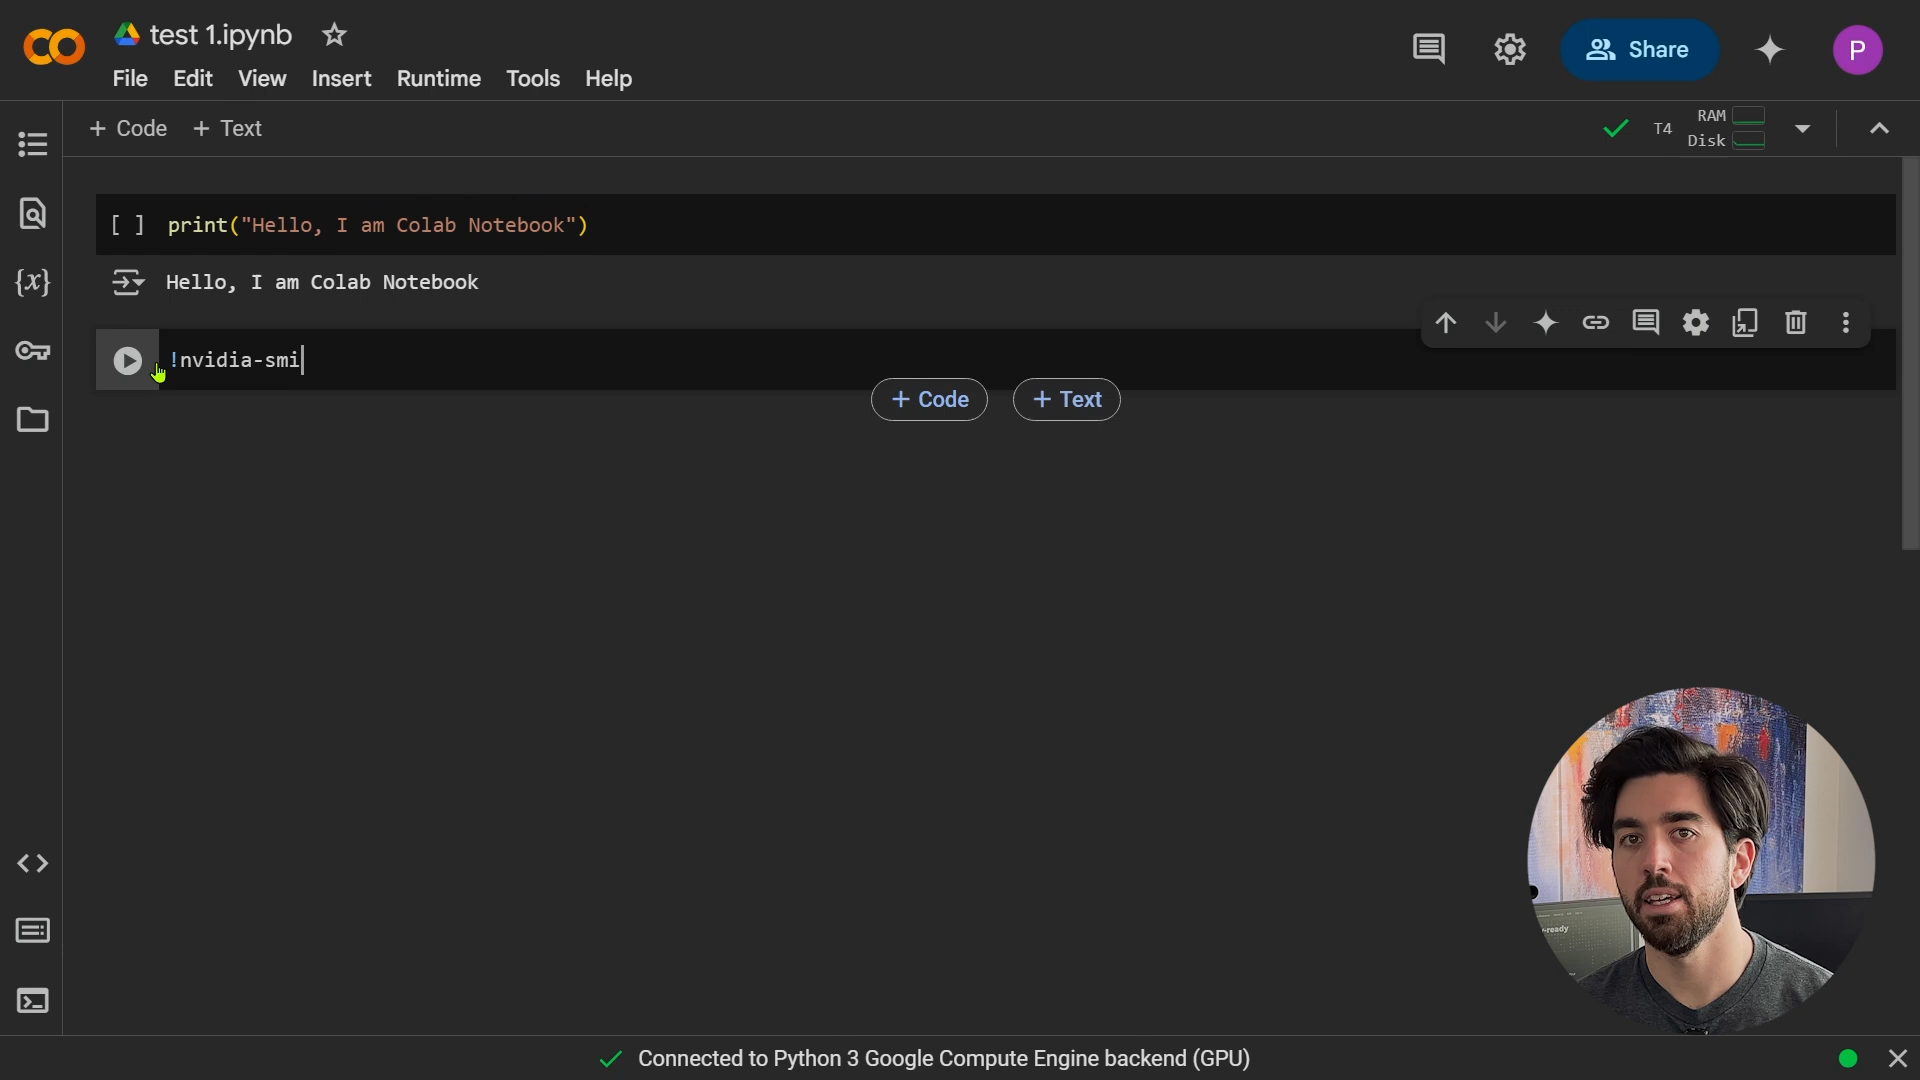 test 1.ipynb
File Edit View Insert Runtime Tools Help
Share
P
+ Code + Text
T4
RAM
Disk
[ ] print("Hello, I am Colab Notebook")
Hello, I am Colab Notebook
{x}
!nvidia-smi
+ Code + Text
-ready
Connected to Python 3 Google Compute Engine backend (GPU)